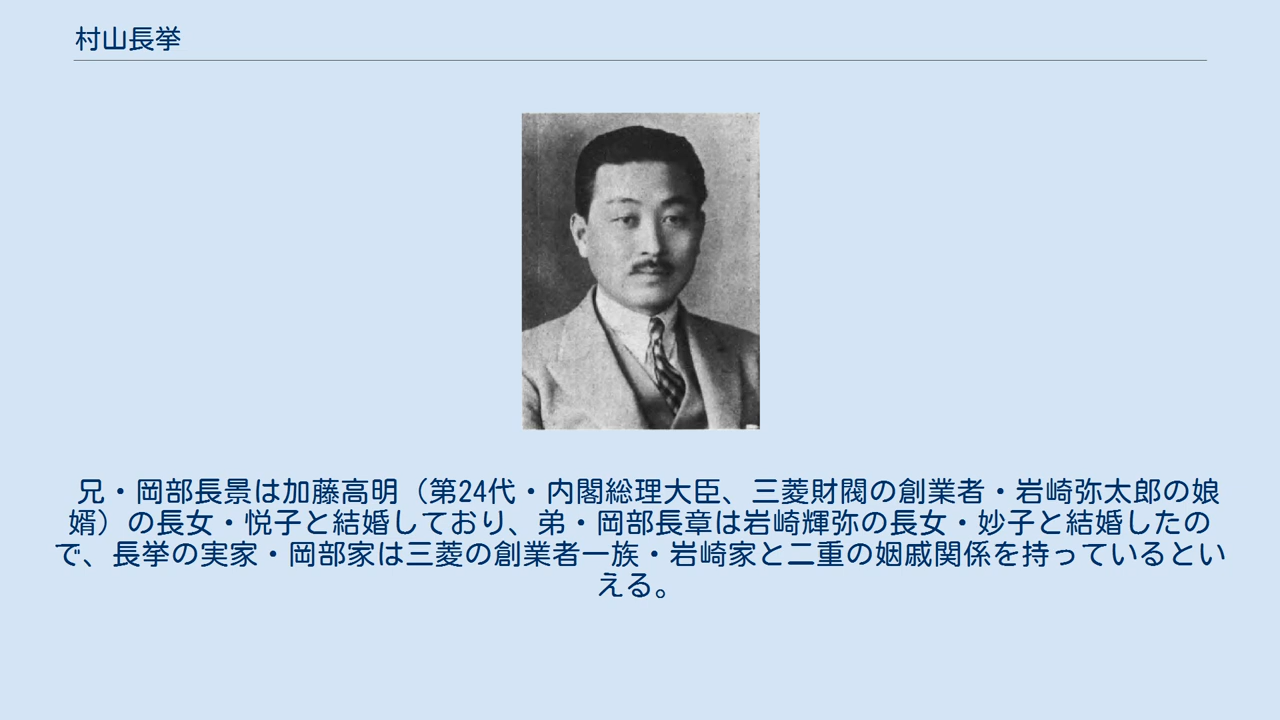 村山長挙
兄・岡部長景は加藤高明（第24代・内閣総理大臣、三菱財閥の創業者・岩崎弥太郎の娘
婿）の長女・悦子と結婚しており、弟・岡部長章は岩崎輝弥の長女・妙子と結婚したの
で、長挙の実家・岡部家は三菱の創業者一族・岩崎家と二重の姻戚関係を持っているとい
える。